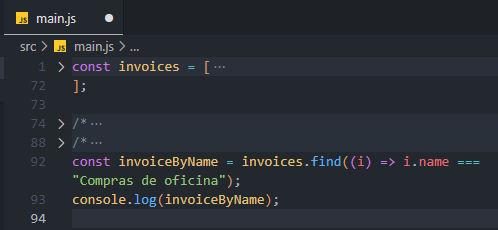 JS main.js
src > JS main.js > ...
1 > const invoices = [ ...
72 ];
73
74 > /* ...
88 > /* ...
92 const invoiceByName = invoices.find((i) => i.name ===
"Compras de oficina");
93 console.log(invoiceByName);
94